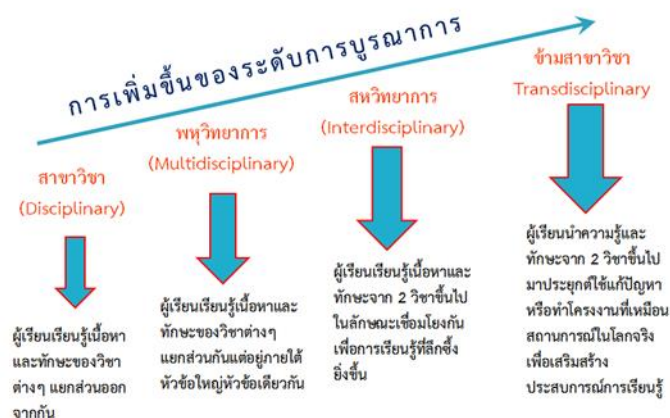 การเพิ่มขึ้นของระดับการบูรณาการ
สาขาวิชา
(Disciplinary)
ผู้เรียนเรียนรู้เนื้อหา
และทักษะของวิชา
ต่างๆ แยกส่วนออก
จากกัน
พหุวิทยาการ
(Multidisciplinary)
ผู้เรียนเรียนรู้เนื้อหาและ
ทักษะของวิชาต่างๆ
แยกส่วนกันแต่อยู่ภายใต้
หัวข้อใหญ่หัวข้อเดียวกัน
สหวิทยาการ
(Interdisciplinary)
ผู้เรียนเรียนรู้เนื้อหาและ
ทักษะจาก 2 วิชาขึ้นไป
ในลักษณะเชื่อมโยงกัน
เพื่อการเรียนรู้ที่ลึกซึ้ง
ยิ่งขึ้น
ข้ามสาขาวิชา
Transdisciplinary
ผู้เรียนนำความรู้และ
ทักษะจาก 2 วิชาขึ้นไป
มาประยุกต์ใช้แก้ปัญหา
หรือทำโครงงานที่เหมือน
สถานการณ์ในโลกจริง
เพื่อเสริมสร้าง
ประสบการณ์การเรียนรู้